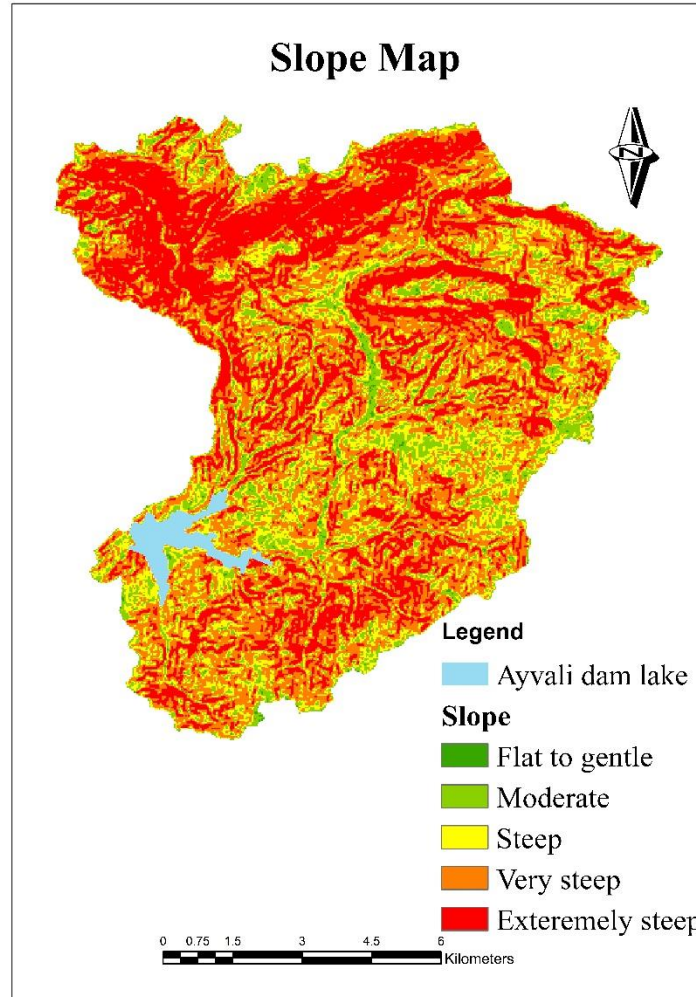 Slope Map
N
Legend
Ayvali dam lake
Slope
Flat to gentle
Moderate
Steep
Very steep
Exteremely steep
0 0.75 1.5 3 4.5 6
Kilometers